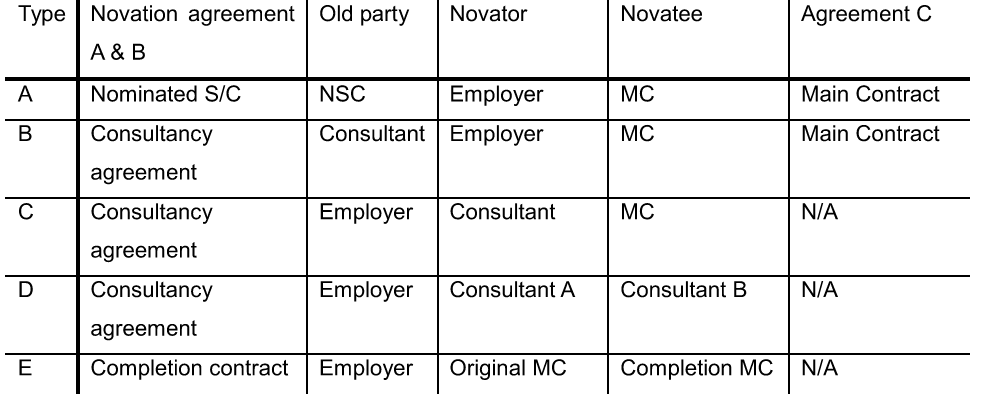 Type Novation agreement A & B Old party Novator Novatee Agreement C
A Nominated S/C NSC Employer MC Main Contract
B Consultancy agreement Consultant Employer MC Main Contract
C Consultancy agreement Employer Consultant MC N/A
D Consultancy agreement Employer Consultant A Consultant B N/A
E Completion contract Employer Original MC Completion MC N/A